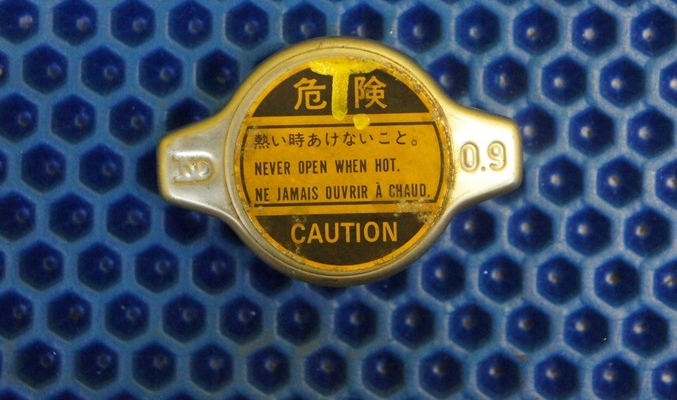 危険
熱い時あけないこと。
NEVER OPEN WHEN HOT.
NE JAMAIS OUVRIR À CHAUD.
CAUTION
0.9